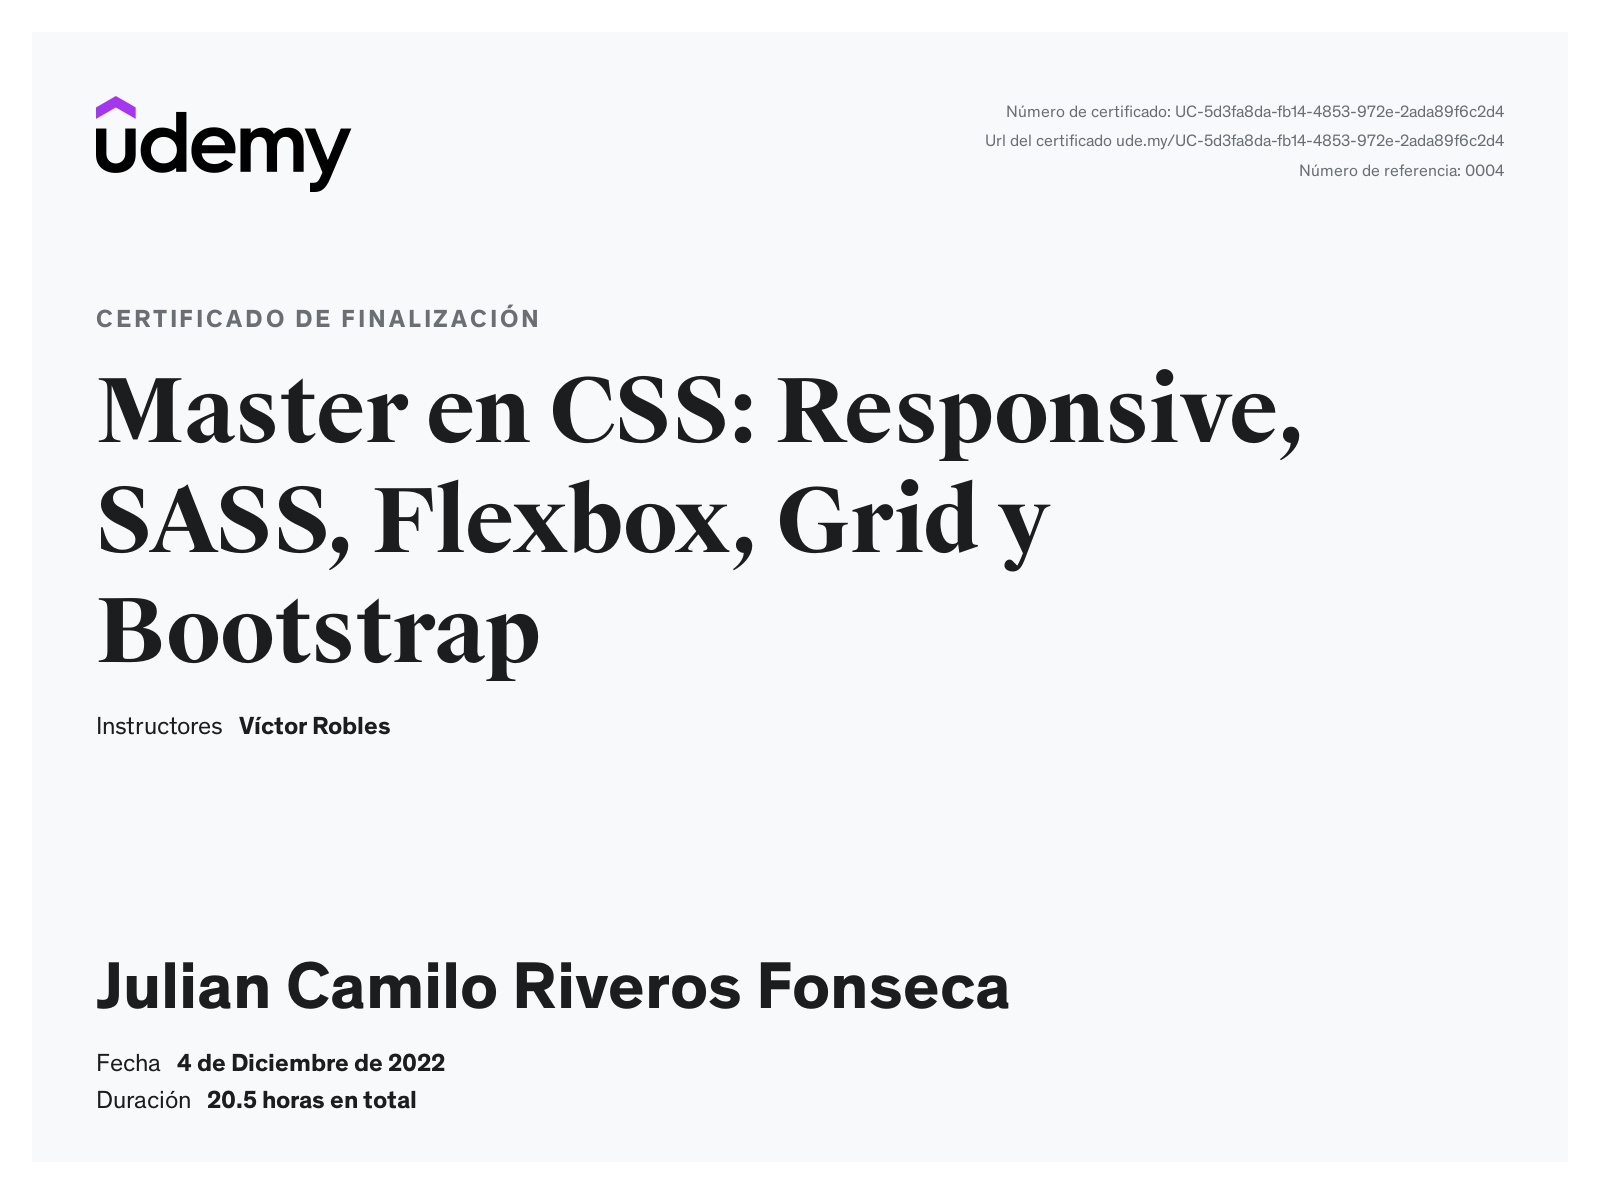 udemy
Número de certificado: UC-5d3fa8da-fb14-4853-972e-2ada89f6c2d4
Url del certificado ude.my/UC-5d3fa8da-fb14-4853-972e-2ada89f6c2d4
Número de referencia: 0004
CERTIFICADO DE FINALIZACIÓN
Master en CSS: Responsive,
SASS, Flexbox, Grid y
Bootstrap
Instructores Víctor Robles
Julian Camilo Riveros Fonseca
Fecha 4 de Diciembre de 2022
Duración 20.5 horas en total